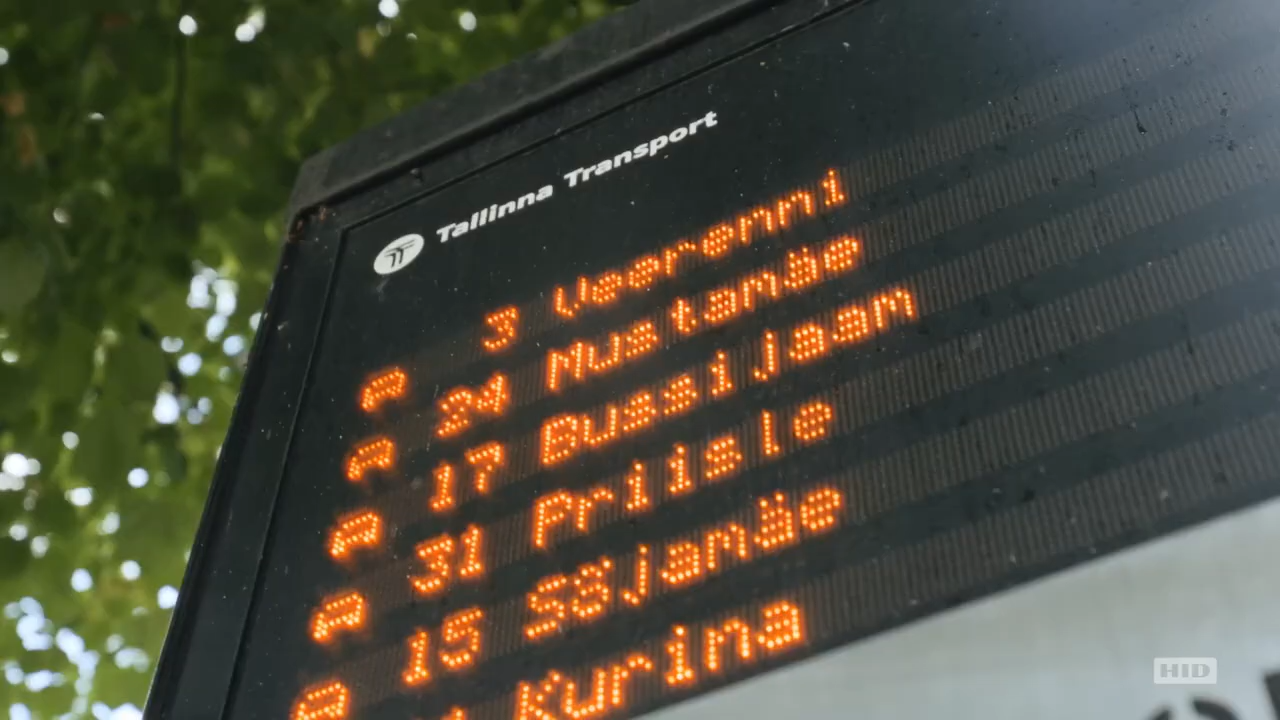 Tallinna Transport
A 3 Veerenni
A 24 Mustamäe
A 17 Bussijaam
A 31 Priisle
A 15 Sõjamäe
Kurina
HID